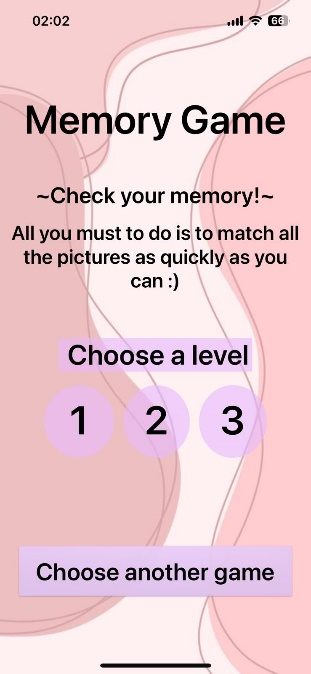 02:02
66
Memory Game
~Check your memory!~
All you must to do is to match all
the pictures as quickly as you
can :)
Choose a level
1 2 3
Choose another game